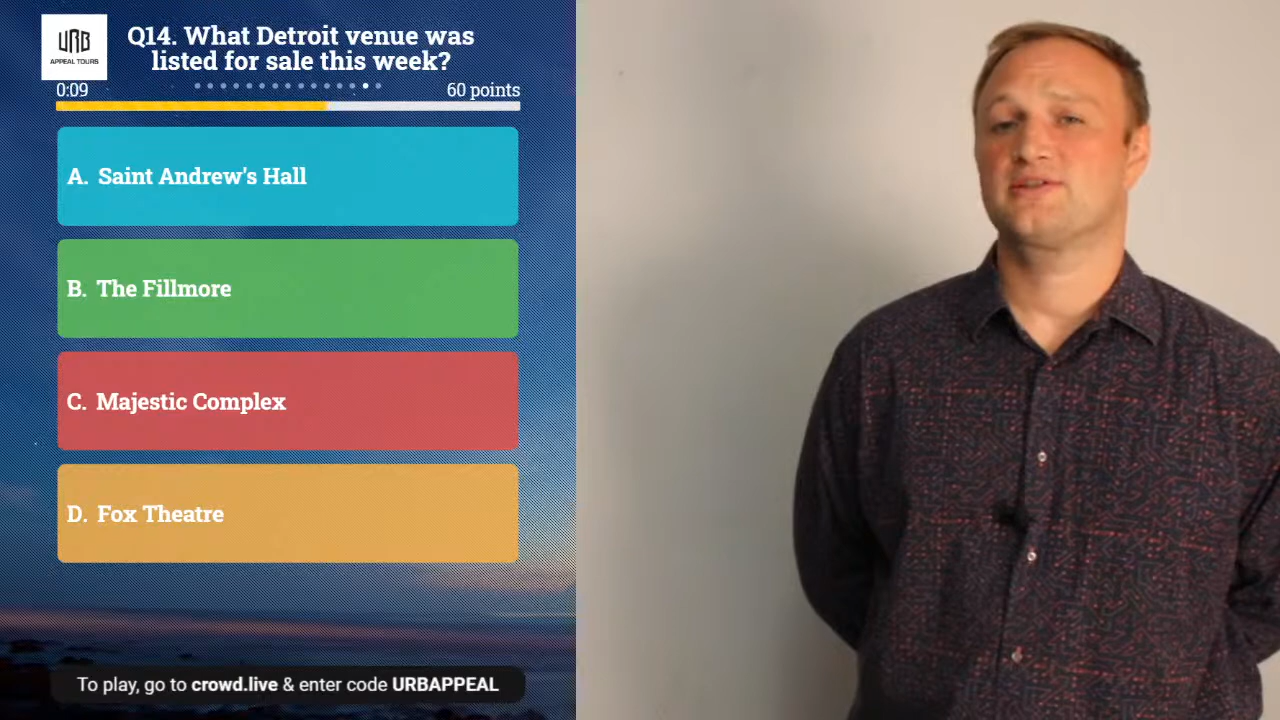 URB
APPEAL TOURS
Q14. What Detroit venue was
listed for sale this week?
0:09
60 points
A. Saint Andrew's Hall
B. The Fillmore
C. Majestic Complex
D. Fox Theatre
To play, go to crowd.live & enter code URBAPPEAL